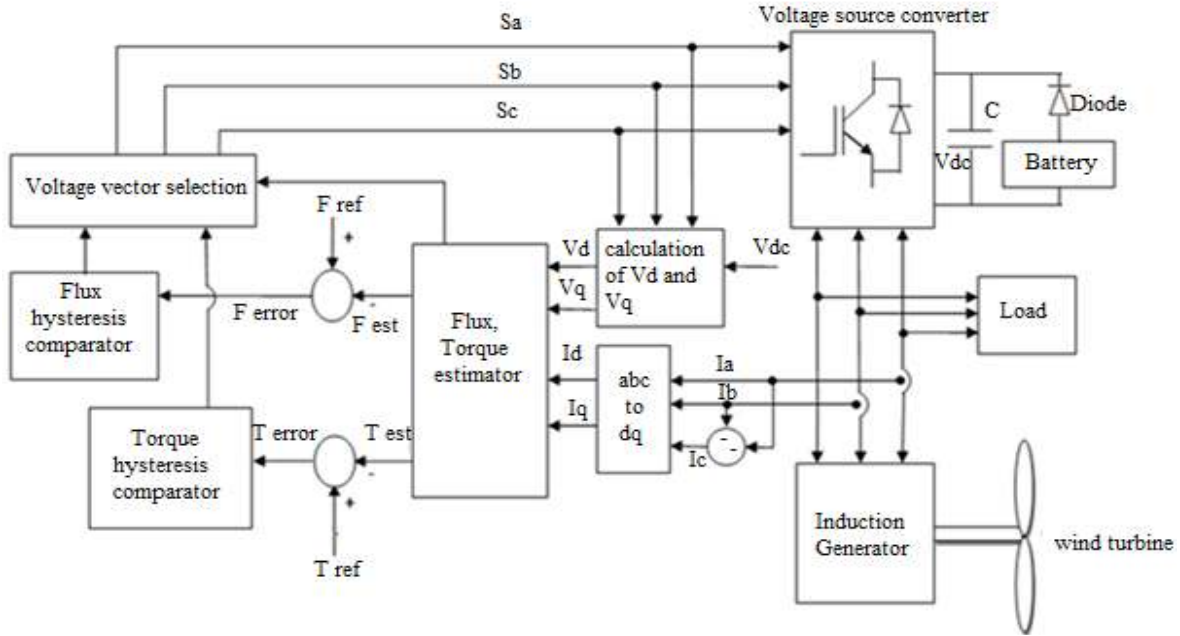 Voltage source converter
Sa
Sb
Sc
C
Diode
Vdc
Battery
Voltage vector selection
F ref
+
Vd
calculation
of Vd and
Vq
Vdc
Vq
Flux
hysteresis
comparator
F error
-
F est
Flux,
Torque
estimator
Load
Id
abc
to
dq
Ia
Ib
Iq
- -
Ic
Torque
hysteresis
comparator
T error
T est
-
+
T ref
Induction
Generator
wind turbine